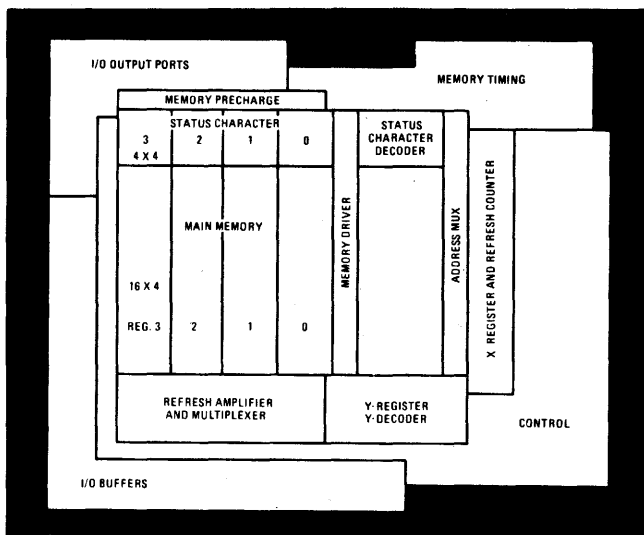 I/O OUTPUT PORTS
MEMORY TIMING
MEMORY PRECHARGE
STATUS CHARACTER
3 2 1 0
4 X 4
STATUS
CHARACTER
DECODER
MAIN MEMORY
16 X 4
REG. 3 2 1 0
MEMORY DRIVER
ADDRESS MUX
X REGISTER AND REFRESH COUNTER
REFRESH AMPLIFIER
AND MULTIPLEXER
Y-REGISTER
Y-DECODER
CONTROL
I/O BUFFERS